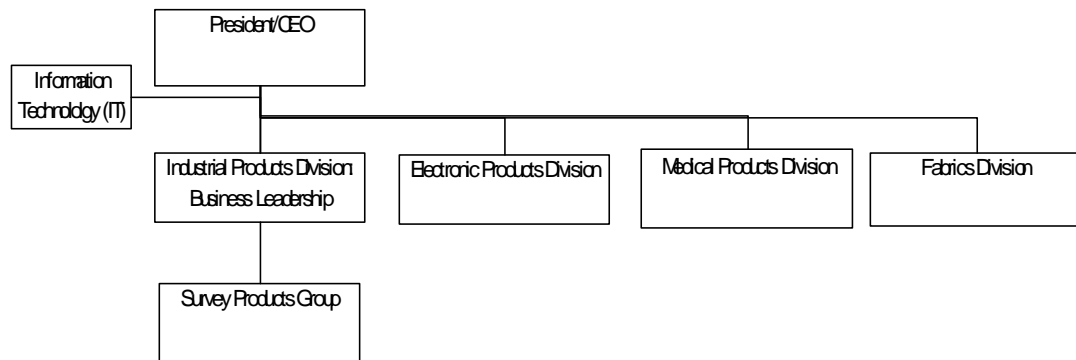 President/CEO
Information
Technololgy (IT)
Industrial Products Division:
Business Leadership
Electronic Products Division
Medical Products Division
Fabrics Division
Survey Products Group